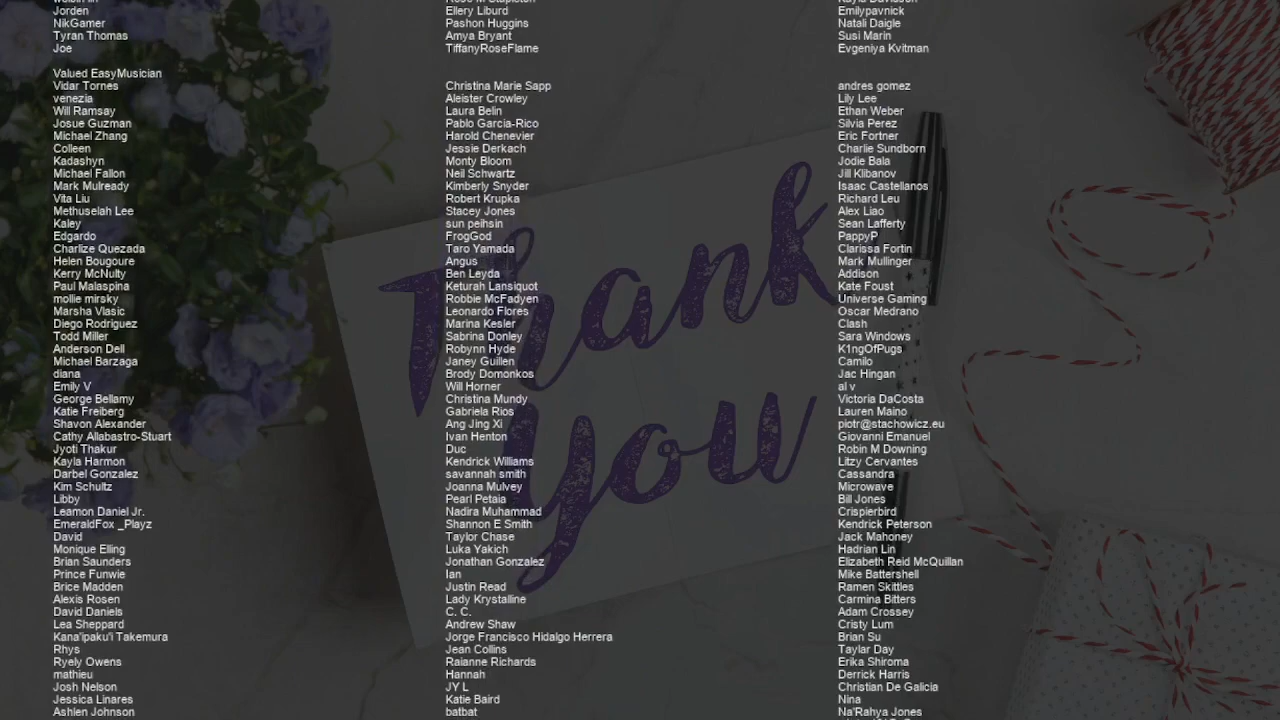 Jorden
NikGamer
Tyran Thomas
Joe
Valued EasyMusician
Vidar Tornes
venezia
Will Ramsay
Josue Guzman
Michael Zhang
Colleen
Kadashyn
Michael Fallon
Mark Mulready
Vita Liu
Methuselah Lee
Kaley
Edgardo
Charlize Quezada
Helen Bougoure
Kerry McNulty
Paul Malaspina
mollie mirsky
Marsha Vlasic
Diego Rodriguez
Todd Miller
Anderson Dell
Michael Barzaga
diana
Emily V
George Bellamy
Katie Freiberg
Shavon Alexander
Cathy Allabastro-Stuart
Jyoti Thakur
Kayla Harmon
Darbel Gonzalez
Kim Schultz
Libby
Leamon Daniel Jr.
EmeraldFox _Playz
David
Monique Elling
Brian Saunders
Prince Funwie
Brice Madden
Alexis Rosen
David Daniels
Lea Sheppard
Kana'ipaku'i Takemura
Rhys
Ryely Owens
mathieu
Josh Nelson
Jessica Linares
Ashlen Johnson
Ellery Liburd
Pashon Huggins
Amya Bryant
TiffanyRoseFlame
Christina Marie Sapp
Aleister Crowley
Laura Belin
Pablo Garcia-Rico
Harold Chenevier
Jessie Derkach
Monty Bloom
Neil Schwartz
Kimberly Snyder
Robert Krupka
Stacey Jones
sun peihsin
FrogGod
Taro Yamada
Angus
Ben Leyda
Keturah Lansiquot
Robbie McFadyen
Leonardo Flores
Marina Kesler
Sabrina Donley
Robynn Hyde
Janey Guillen
Brody Domonkos
Will Horner
Christina Mundy
Gabriela Rios
Ang Jing Xi
Ivan Henton
Duc
Kendrick Williams
savannah smith
Joanna Mulvey
Pearl Petaia
Nadira Muhammad
Shannon E Smith
Taylor Chase
Luka Yakich
Jonathan Gonzalez
Ian
Justin Read
Lady Krystalline
C. C.
Andrew Shaw
Jorge Francisco Hidalgo Herrera
Jean Collins
Raianne Richards
Hannah
JY L
Katie Baird
batbat
Emilypavnick
Natali Daigle
Susi Marin
Evgeniya Kvitman
andres gomez
Lily Lee
Ethan Weber
Silvia Perez
Eric Fortner
Charlie Sundborn
Jodie Bala
Jill Klibanov
Isaac Castellanos
Richard Leu
Alex Liao
Sean Lafferty
PappyP
Clarissa Fortin
Mark Mullinger
Addison
Kate Foust
Universe Gaming
Oscar Medrano
Clash
Sara Windows
K1ngOfPugs
Camilo
Jac Hingan
al v
Victoria DaCosta
Lauren Maino
piotr@stachowicz.eu
Giovanni Emanuel
Robin M Downing
Litzy Cervantes
Cassandra
Microwave
Bill Jones
Crispierbird
Kendrick Peterson
Jack Mahoney
Hadrian Lin
Elizabeth Reid McQuillan
Mike Battershell
Ramen Skittles
Carmina Bitters
Adam Crossey
Cristy Lum
Brian Su
Taylar Day
Erika Shiroma
Derrick Harris
Christian De Galicia
Nina
Na'Rahya Jones
Thank
you